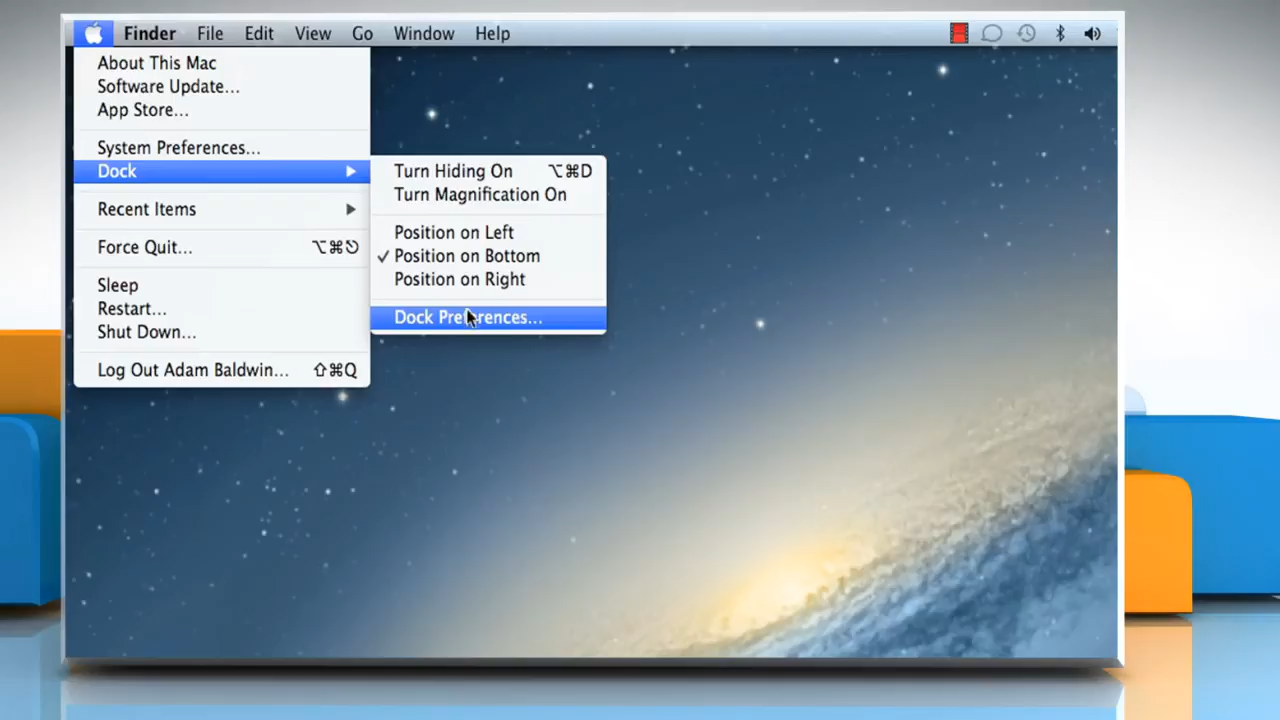 Finder File Edit View Go Window Help
About This Mac
Software Update...
App Store...
System Preferences...
Dock
Recent Items
Force Quit... ⌥⌘⎋
Sleep
Restart...
Shut Down...
Log Out Adam Baldwin... ⇧⌘Q
Turn Hiding On ⌥⌘D
Turn Magnification On
Position on Left
✓ Position on Bottom
Position on Right
Dock Preferences...